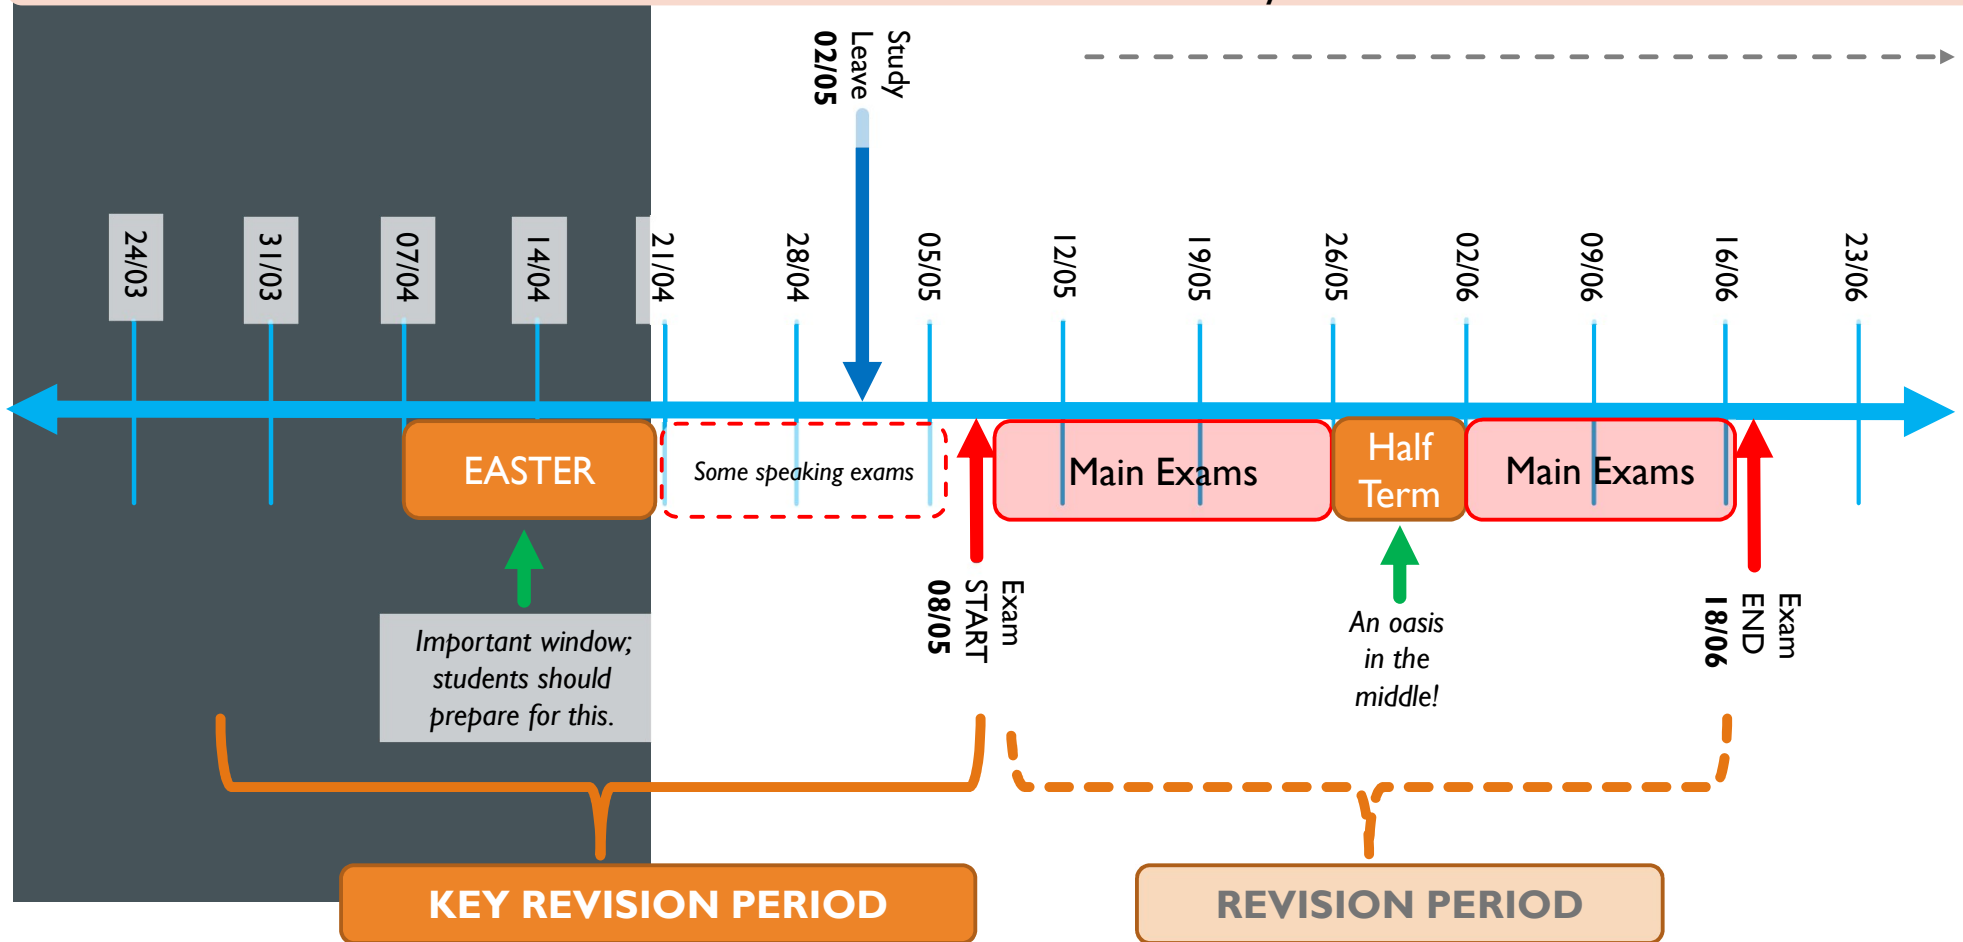 Study
Leave
02/05
24/03
31/03
07/04
14/04
21/04
28/04
05/05
12/05
19/05
26/05
02/06
09/06
16/06
23/06
EASTER
Some speaking exams
Main Exams
Half
Term
Main Exams
Important window;
students should
prepare for this.
Exam
START
08/05
An oasis
in the
middle!
Exam
END
18/06
KEY REVISION PERIOD
REVISION PERIOD